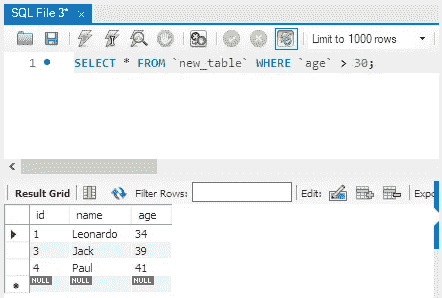 SQL File 3*
Limit to 1000 rows
1 SELECT * FROM `new_table` WHERE `age` > 30;
Result Grid Filter Rows: Edit: Expo
id name age
1 Leonardo 34
3 Jack 39
4 Paul 41
NULL NULL NULL